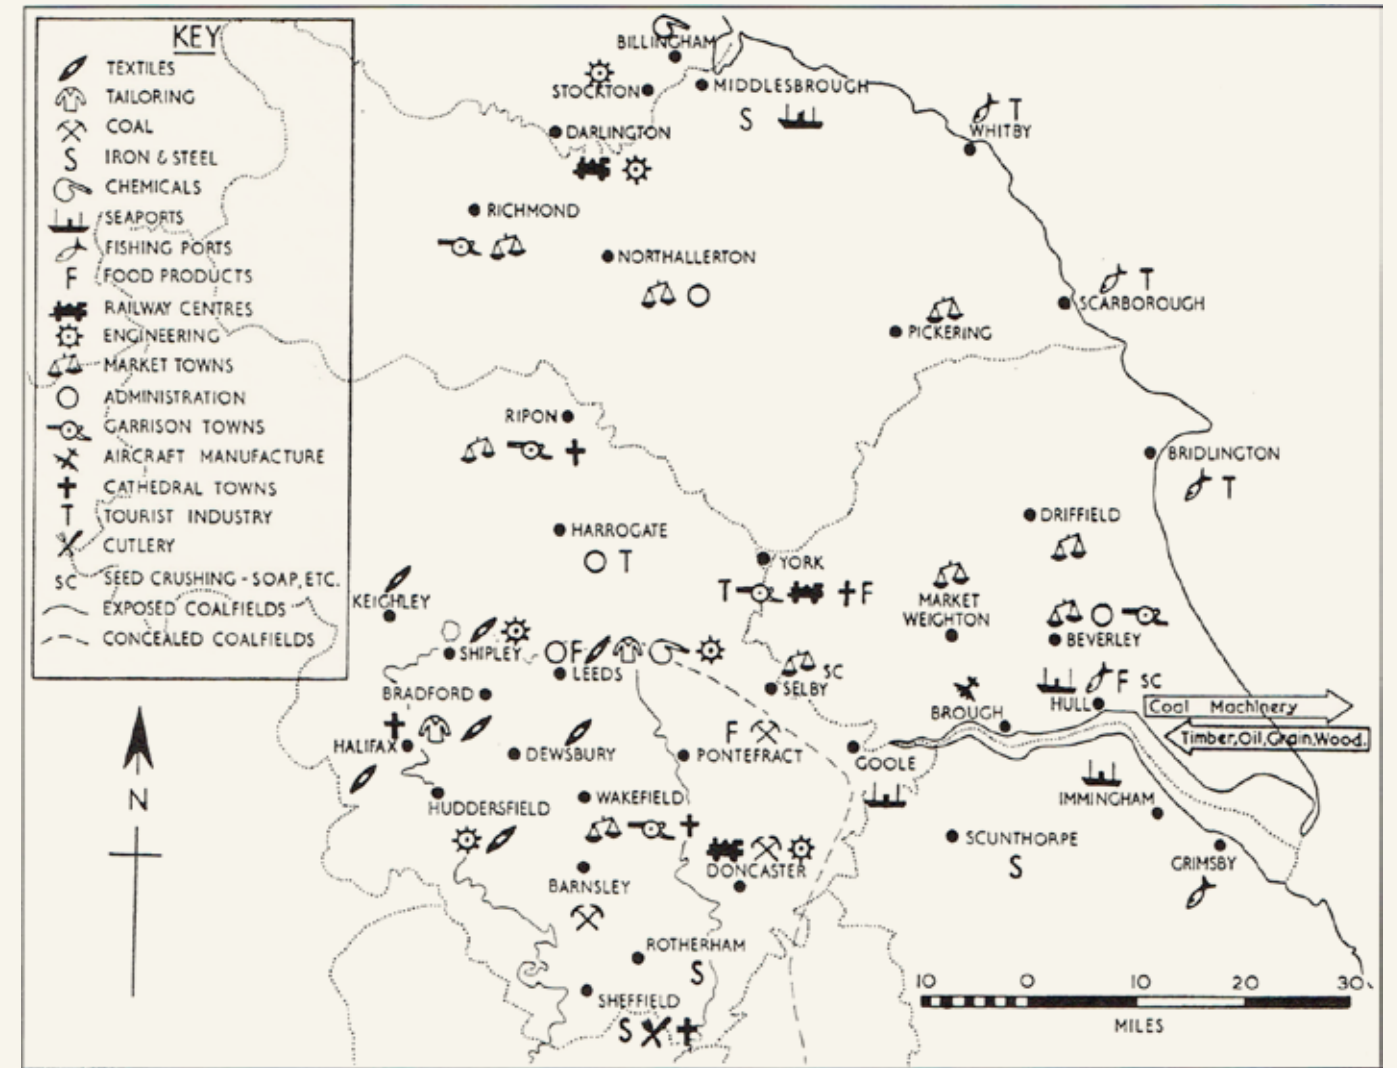 KEY
TEXTILES
TAILORING
COAL
S IRON & STEEL
CHEMICALS
SEAPORTS
FISHING PORTS
F FOOD PRODUCTS
RAILWAY CENTRES
ENGINEERING
MARKET TOWNS
ADMINISTRATION
GARRISON TOWNS
AIRCRAFT MANUFACTURE
CATHEDRAL TOWNS
T TOURIST INDUSTRY
CUTLERY
SC SEED CRUSHING - SOAP, ETC.
EXPOSED COALFIELDS
CONCEALED COALFIELDS
N
BILLINGHAM
STOCKTON
MIDDLESBROUGH
S
DARLINGTON
T
WHITBY
RICHMOND
NORTHALLERTON
T
SCARBOROUGH
PICKERING
RIPON
BRIDLINGTON
T
HARROGATE
T
DRIFFIELD
YORK
T F
MARKET
WEIGHTON
BEVERLEY
KEIGHLEY
SHIPLEY
F
LEEDS
SC
SELBY
BRADFORD
F SC
HULL
BROUGH
Coal Machinery
Timber,Oil,Grain,Wood.
HALIFAX
DEWSBURY
F
PONTEFRACT
GOOLE
HUDDERSFIELD
WAKEFIELD
IMMINGHAM
SCUNTHORPE
S
GRIMSBY
DONCASTER
BARNSLEY
ROTHERHAM
S
SHEFFIELD
S
10 0 10 20 30
MILES